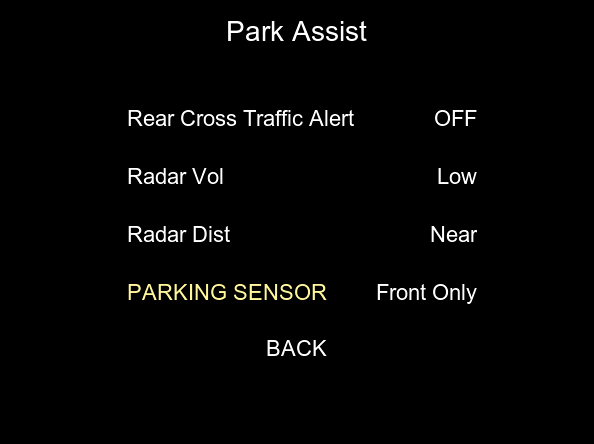 Park Assist
Rear Cross Traffic Alert OFF
Radar Vol Low
Radar Dist Near
PARKING SENSOR Front Only
BACK